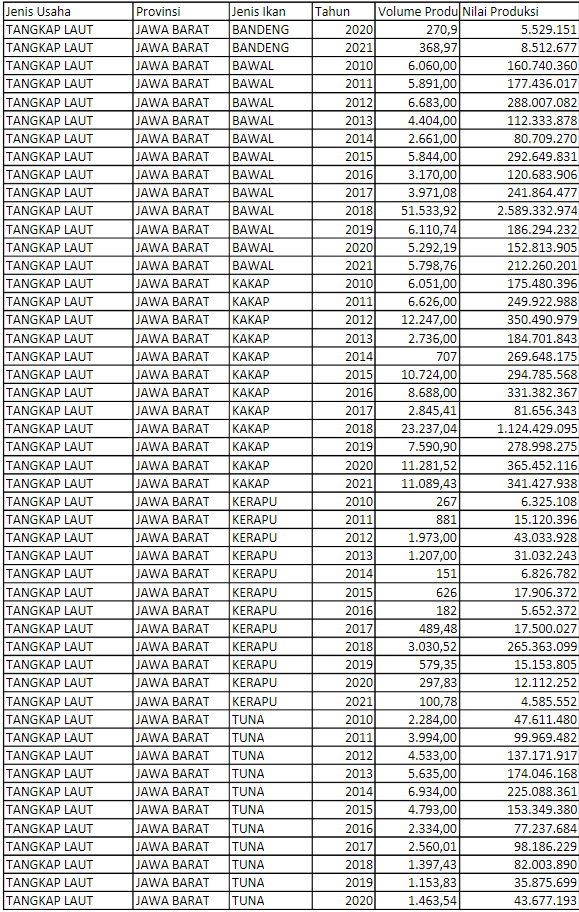 Jenis Usaha Provinsi Jenis Ikan Tahun Volume Produ Nilai Produksi
TANGKAP LAUT JAWA BARAT BANDENG 2020 270,9 5.529.151
TANGKAP LAUT JAWA BARAT BANDENG 2021 368,97 8.512.677
TANGKAP LAUT JAWA BARAT BAWAL 2010 6.060,00 160.740.360
TANGKAP LAUT JAWA BARAT BAWAL 2011 5.891,00 177.436.017
TANGKAP LAUT JAWA BARAT BAWAL 2012 6.683,00 288.007.082
TANGKAP LAUT JAWA BARAT BAWAL 2013 4.404,00 112.333.878
TANGKAP LAUT JAWA BARAT BAWAL 2014 2.661,00 80.709.270
TANGKAP LAUT JAWA BARAT BAWAL 2015 5.844,00 292.649.831
TANGKAP LAUT JAWA BARAT BAWAL 2016 3.170,00 120.683.906
TANGKAP LAUT JAWA BARAT BAWAL 2017 3.971,08 241.864.477
TANGKAP LAUT JAWA BARAT BAWAL 2018 51.533,92 2.589.332.974
TANGKAP LAUT JAWA BARAT BAWAL 2019 6.110,74 186.294.232
TANGKAP LAUT JAWA BARAT BAWAL 2020 5.292,19 152.813.905
TANGKAP LAUT JAWA BARAT BAWAL 2021 5.798,76 212.260.201
TANGKAP LAUT JAWA BARAT KAKAP 2010 6.051,00 175.480.396
TANGKAP LAUT JAWA BARAT KAKAP 2011 6.626,00 249.922.988
TANGKAP LAUT JAWA BARAT KAKAP 2012 12.247,00 350.490.979
TANGKAP LAUT JAWA BARAT KAKAP 2013 2.736,00 184.701.843
TANGKAP LAUT JAWA BARAT KAKAP 2014 707 269.648.175
TANGKAP LAUT JAWA BARAT KAKAP 2015 10.724,00 294.785.568
TANGKAP LAUT JAWA BARAT KAKAP 2016 8.688,00 331.382.367
TANGKAP LAUT JAWA BARAT KAKAP 2017 2.845,41 81.656.343
TANGKAP LAUT JAWA BARAT KAKAP 2018 23.237,04 1.124.429.095
TANGKAP LAUT JAWA BARAT KAKAP 2019 7.590,90 278.998.275
TANGKAP LAUT JAWA BARAT KAKAP 2020 11.281,52 365.452.116
TANGKAP LAUT JAWA BARAT KAKAP 2021 11.089,43 341.427.938
TANGKAP LAUT JAWA BARAT KERAPU 2010 267 6.325.108
TANGKAP LAUT JAWA BARAT KERAPU 2011 881 15.120.396
TANGKAP LAUT JAWA BARAT KERAPU 2012 1.973,00 43.033.928
TANGKAP LAUT JAWA BARAT KERAPU 2013 1.207,00 31.032.243
TANGKAP LAUT JAWA BARAT KERAPU 2014 151 6.826.782
TANGKAP LAUT JAWA BARAT KERAPU 2015 626 17.906.372
TANGKAP LAUT JAWA BARAT KERAPU 2016 182 5.652.372
TANGKAP LAUT JAWA BARAT KERAPU 2017 489,48 17.500.027
TANGKAP LAUT JAWA BARAT KERAPU 2018 3.030,52 265.363.099
TANGKAP LAUT JAWA BARAT KERAPU 2019 579,35 15.153.805
TANGKAP LAUT JAWA BARAT KERAPU 2020 297,83 12.112.252
TANGKAP LAUT JAWA BARAT KERAPU 2021 100,78 4.585.552
TANGKAP LAUT JAWA BARAT TUNA 2010 2.284,00 47.611.480
TANGKAP LAUT JAWA BARAT TUNA 2011 3.994,00 99.969.482
TANGKAP LAUT JAWA BARAT TUNA 2012 4.533,00 137.171.917
TANGKAP LAUT JAWA BARAT TUNA 2013 5.635,00 174.046.168
TANGKAP LAUT JAWA BARAT TUNA 2014 6.934,00 225.088.361
TANGKAP LAUT JAWA BARAT TUNA 2015 4.793,00 153.349.380
TANGKAP LAUT JAWA BARAT TUNA 2016 2.334,00 77.237.684
TANGKAP LAUT JAWA BARAT TUNA 2017 2.560,01 98.186.229
TANGKAP LAUT JAWA BARAT TUNA 2018 1.397,43 82.003.890
TANGKAP LAUT JAWA BARAT TUNA 2019 1.153,83 35.875.699
TANGKAP LAUT JAWA BARAT TUNA 2020 1.463,54 43.677.193